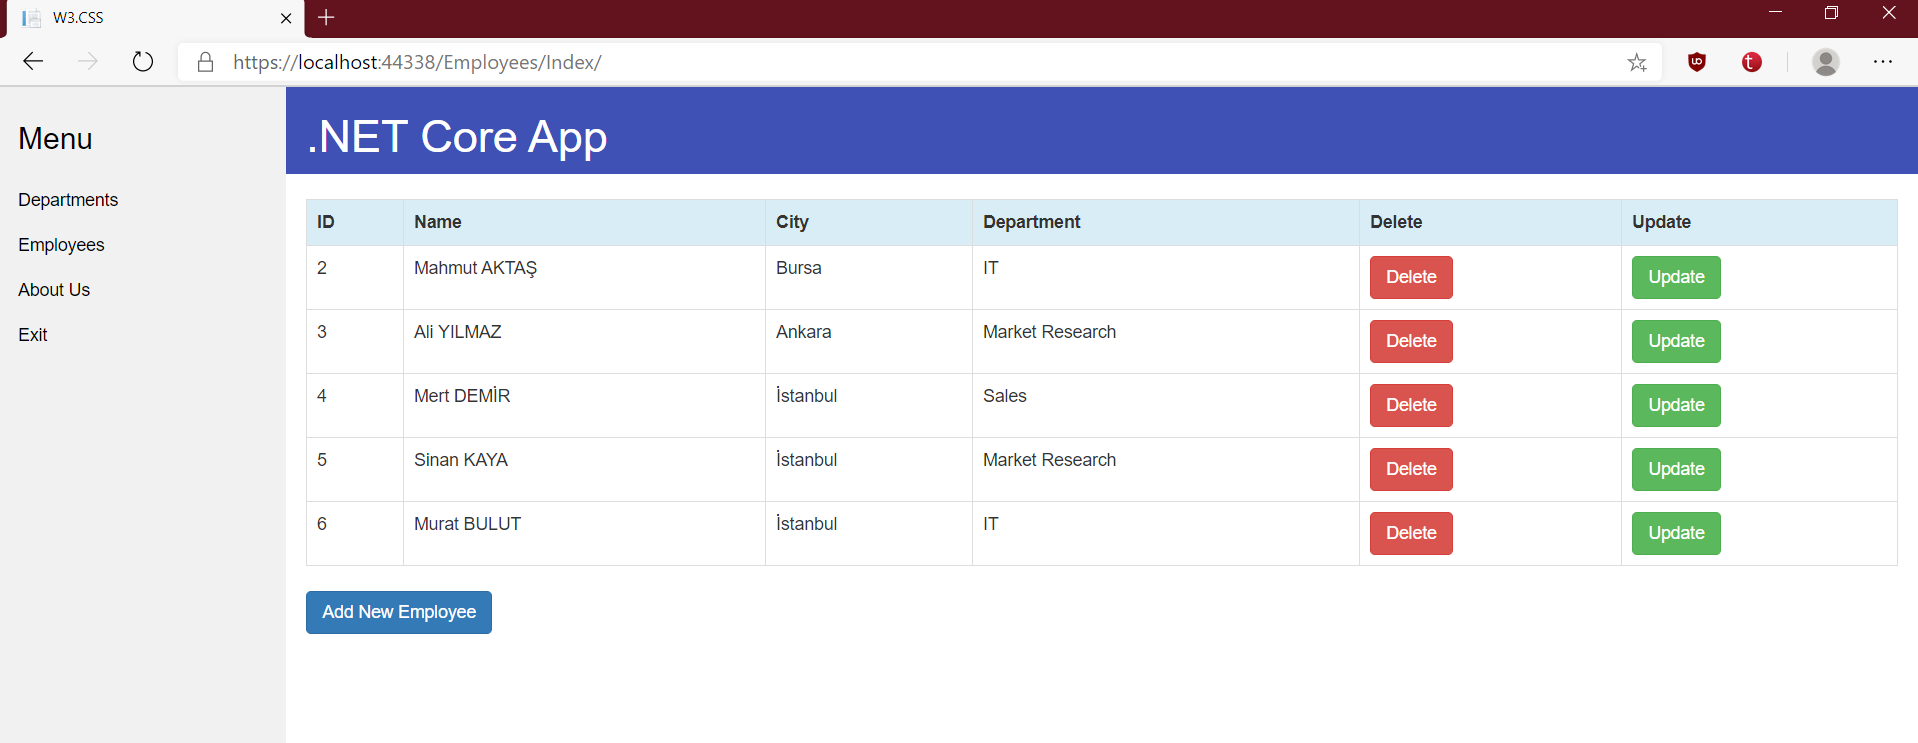 W3.CSS
https://localhost:44338/Employees/Index/
Menu
Departments
Employees
About Us
Exit
.NET Core App
ID Name City Department Delete Update
2 Mahmut AKTAŞ Bursa IT Delete Update
3 Ali YILMAZ Ankara Market Research Delete Update
4 Mert DEMİR İstanbul Sales Delete Update
5 Sinan KAYA İstanbul Market Research Delete Update
6 Murat BULUT İstanbul IT Delete Update
Add New Employee